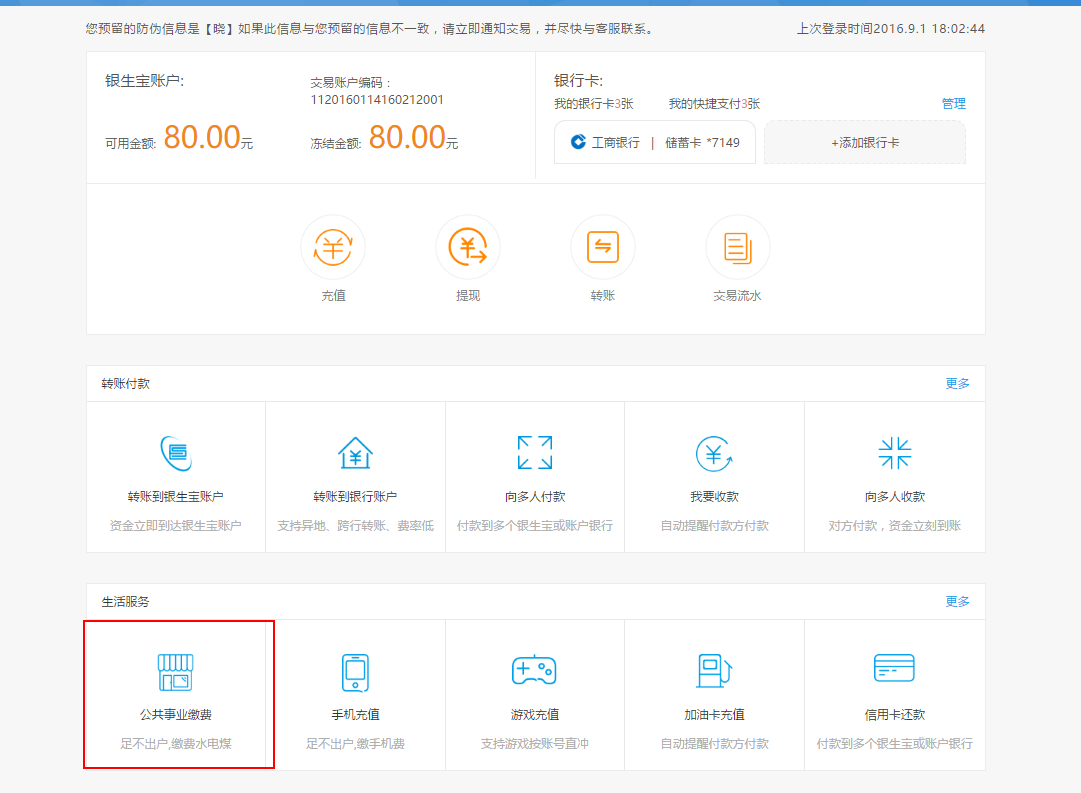 您预留的防伪信息是【晓】如果此信息与您预留的信息不一致，请立即通知交易，并尽快与客服联系。
上次登录时间2016.9.1 18:02:44
银生宝账户:
交易账户编码：
1120160114160212001
可用金额: 80.00元
冻结金额: 80.00元
银行卡:
我的银行卡3张 我的快捷支付3张 管理
工商银行 | 储蓄卡 *7149
+添加银行卡
充值 提现 转账 交易流水
转账付款 更多
转账到银生宝账户 转账到银行账户 向多人付款 我要收款 向多人收款
资金立即到达银生宝账户 支持异地、跨行转账、费率低 付款到多个银生宝或账户银行 自动提醒付款方付款 对方付款，资金立刻到账
生活服务 更多
公共事业缴费 手机充值 游戏充值 加油卡充值 信用卡还款
足不出户,缴费水电煤 足不出户,缴手机费 支持游戏按账号直冲 自动提醒付款方付款 付款到多个银生宝或账户银行